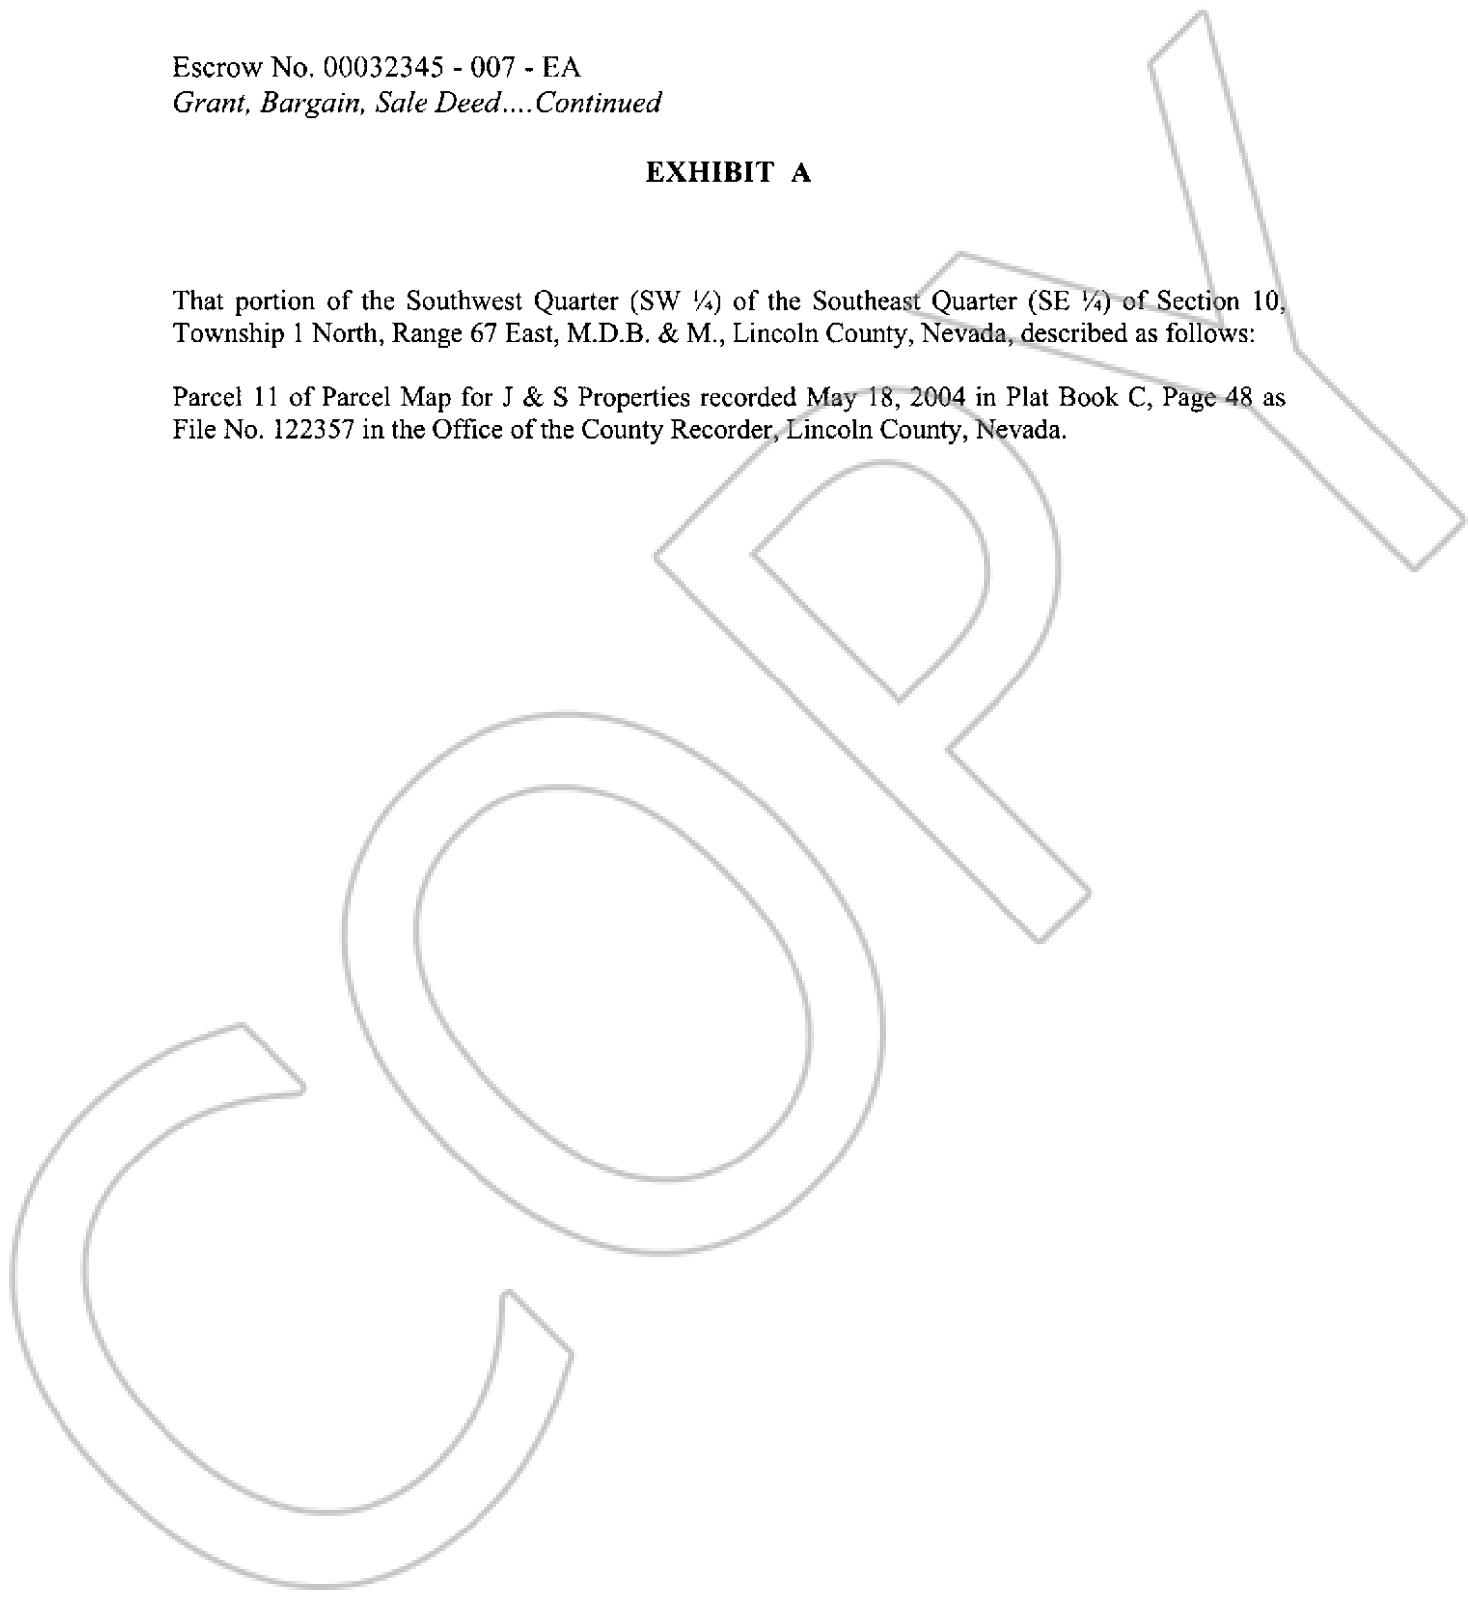 Escrow No. 00032345 - 007 - EA
Grant, Bargain, Sale Deed....Continued
EXHIBIT A
That portion of the Southwest Quarter (SW ¼) of the Southeast Quarter (SE ¼) of Section 10,
Township 1 North, Range 67 East, M.D.B. & M., Lincoln County, Nevada, described as follows:
Parcel 11 of Parcel Map for J & S Properties recorded May 18, 2004 in Plat Book C, Page 48 as
File No. 122357 in the Office of the County Recorder, Lincoln County, Nevada.
COPY